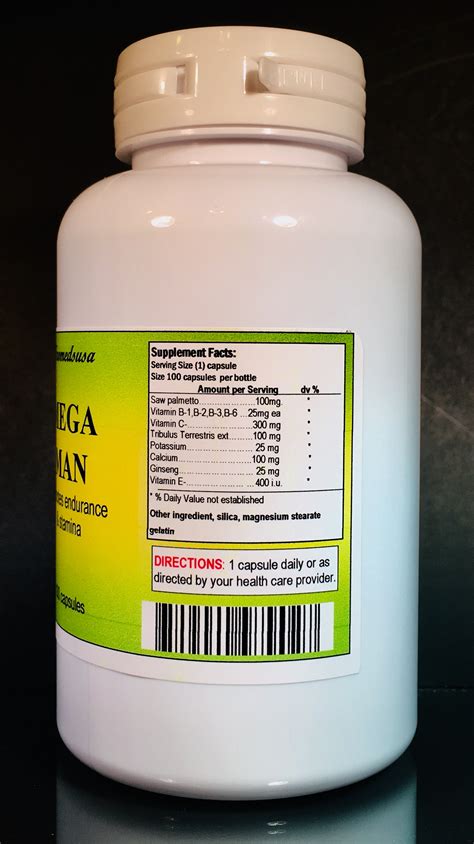 medsusa
MEGA
MAN
endurance
stamina
capsules
Supplement Facts:
Serving Size (1) capsule
Size 100 capsules per bottle
Amount per Serving dv %
Saw palmetto........................100mg. *
Vitamin B-1,B-2,B-3,B-6 ...25mg ea *
Vitamin C-........................300 mg *
Tribulus Terrestris ext........100 mg *
Potassium........................25 mg *
Calcium...........................100 mg *
Ginseng...........................25 mg *
Vitamin E-........................400 i.u. *
* % Daily Value not established
Other ingredient, silica, magnesium stearate
gelatin
DIRECTIONS: 1 capsule daily or as
directed by your health care provider.